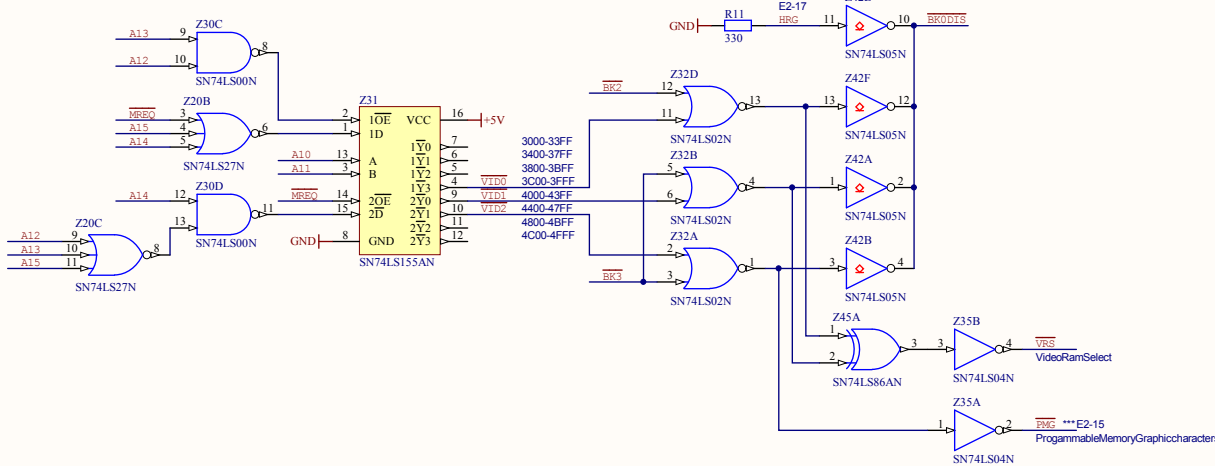 Z30C
A13
9
8
A12
10
SN74LS00N
Z20B
MREQ
3
A15
4
6
A14
5
SN74LS27N
Z30D
A14
12
11
13
SN74LS00N
Z20C
A12
9
A13
10
8
A15
11
SN74LS27N
A10
A11
MREQ
GND
Z31
2
1OE
VCC
16
+5V
1
1D
1Y0
7
13
A
1Y1
6
3
B
1Y2
5
1Y3
4
14
2OE
2Y0
9
15
2D
2Y1
10
2Y2
11
8
GND
2Y3
12
SN74LS155AN
VID0
VID1
VID2
3000-33FF
3400-37FF
3800-3BFF
3C00-3FFF
4000-43FF
4400-47FF
4800-4BFF
4C00-4FFF
GND
R11
330
E2-17
HRG
11
10
BK0DIS
SN74LS05N
Z32D
BK2
12
13
11
SN74LS02N
Z42F
13
12
SN74LS05N
Z32B
5
4
6
SN74LS02N
Z42A
1
2
SN74LS05N
Z32A
2
1
BK3
3
SN74LS02N
Z42B
3
4
SN74LS05N
Z45A
1
3
2
SN74LS86AN
Z35B
3
4
VRS
VideoRamSelect
SN74LS04N
Z35A
1
2
PMG ***E2-15
ProgammableMemoryGraphiccharacters
SN74LS04N